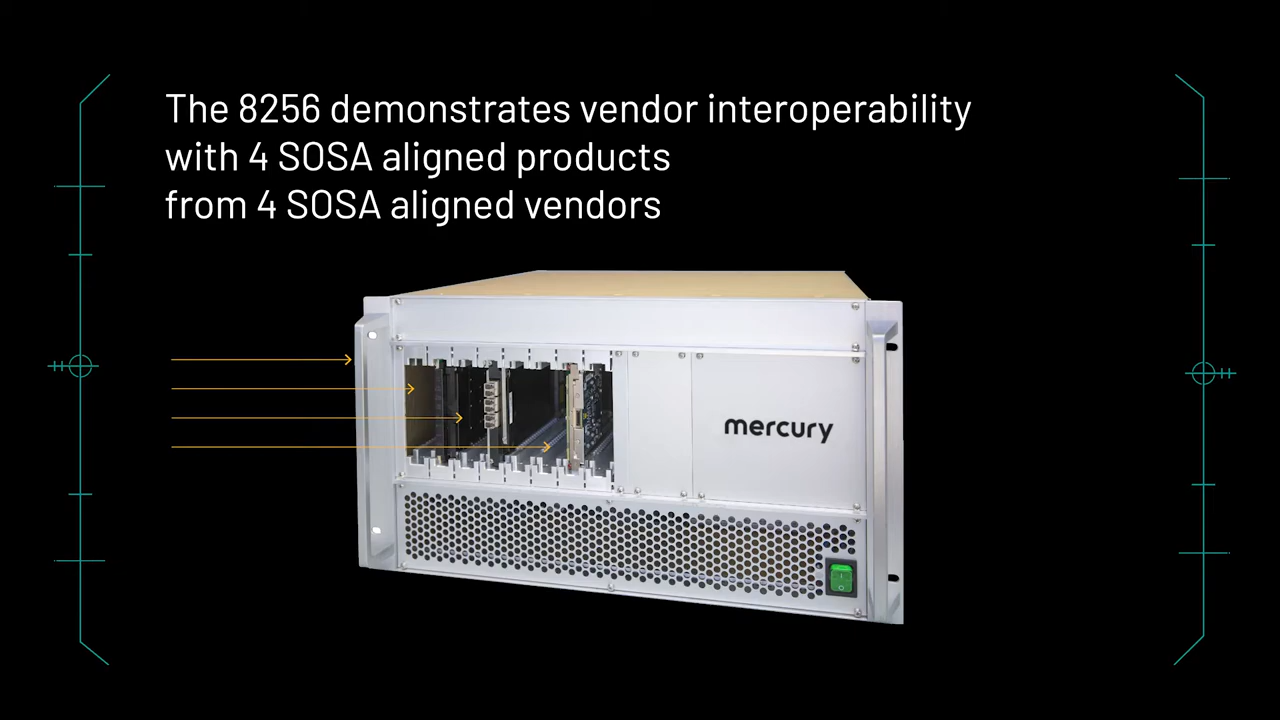 The 8256 demonstrates vendor interoperability
with 4 SOSA aligned products
from 4 SOSA aligned vendors
mercury